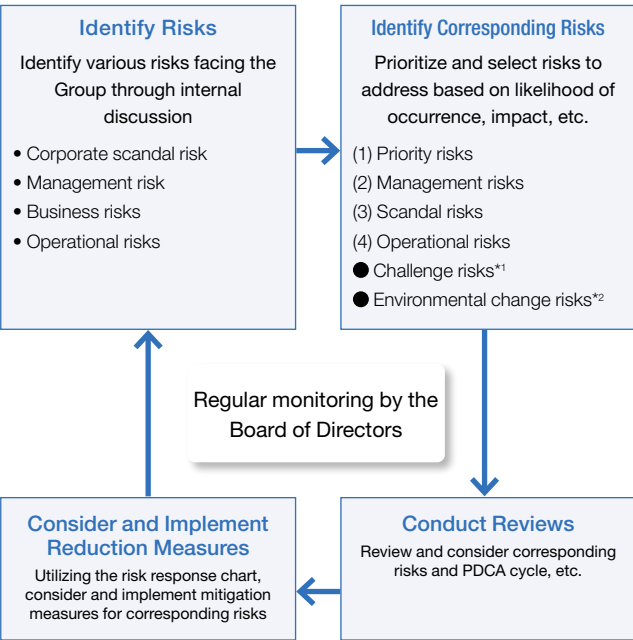 Identify Risks
Identify various risks facing the
Group through internal
discussion
• Corporate scandal risk
• Management risk
• Business risks
• Operational risks
Identify Corresponding Risks
Prioritize and select risks to
address based on likelihood of
occurrence, impact, etc.
(1) Priority risks
(2) Management risks
(3) Scandal risks
(4) Operational risks
● Challenge risks*1
● Environmental change risks*2
Regular monitoring by the
Board of Directors
Consider and Implement
Reduction Measures
Utilizing the risk response chart,
consider and implement mitigation
measures for corresponding risks
Conduct Reviews
Review and consider corresponding
risks and PDCA cycle, etc.